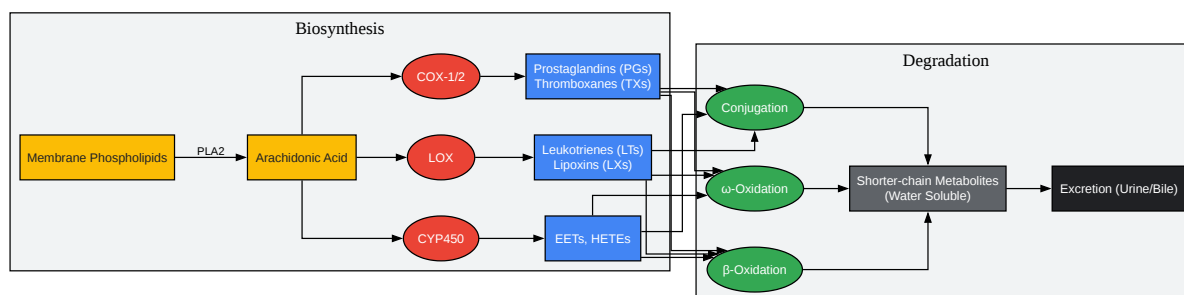 Biosynthesis
Membrane Phospholipids
PLA2
Arachidonic Acid
COX-1/2
LOX
CYP450
Prostaglandins (PGs)
Thromboxanes (TXs)
Leukotrienes (LTs)
Lipoxins (LXs)
EETs, HETEs
Degradation
Conjugation
ω-Oxidation
β-Oxidation
Shorter-chain Metabolites
(Water Soluble)
Excretion (Urine/Bile)